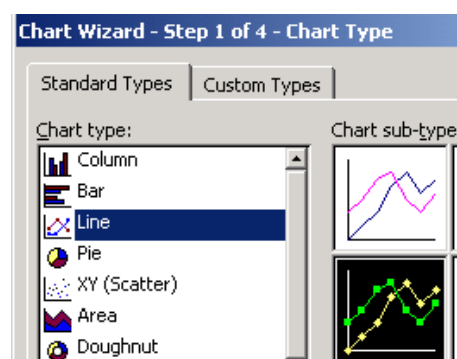 Chart Wizard - Step 1 of 4 - Chart Type
Standard Types
Custom Types
Chart type:
Chart sub-type
Column
Bar
Line
Pie
XY (Scatter)
Area
Doughnut